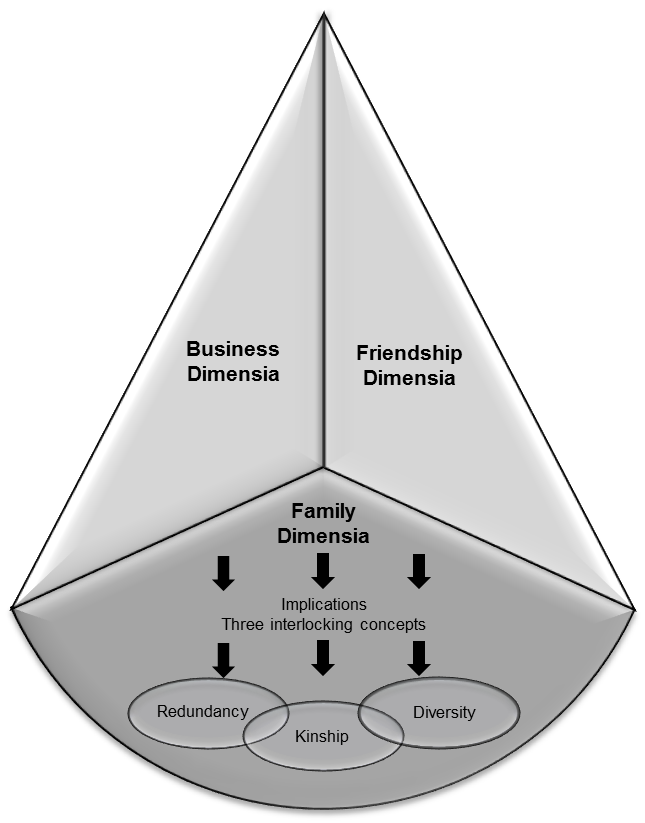 Business
Dimensia
Friendship
Dimensia
Family
Dimensia
Implications
Three interlocking concepts
Redundancy
Kinship
Diversity